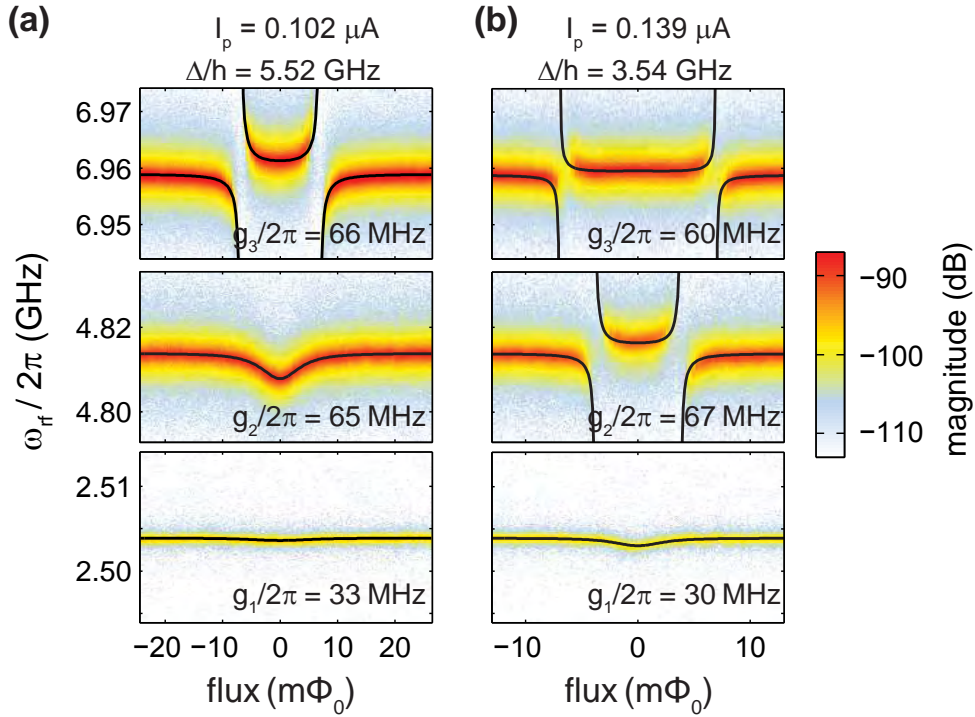 (a)
I_p = 0.102 μA
Δ/h = 5.52 GHz
(b)
I_p = 0.139 μA
Δ/h = 3.54 GHz
6.97
6.96
6.95
g_3/2π = 66 MHz
g_3/2π = 60 MHz
4.82
4.80
g_2/2π = 65 MHz
g_2/2π = 67 MHz
2.51
2.50
g_1/2π = 33 MHz
g_1/2π = 30 MHz
ω_rf / 2π (GHz)
−20 0 20
−10 0 10
flux (mΦ_0)
flux (mΦ_0)
−90
−100
−110
magnitude (dB)